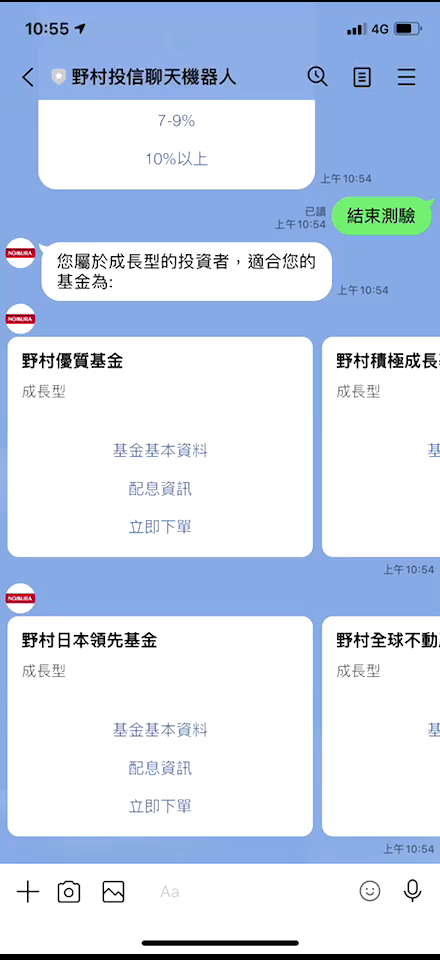 10:55
4G
野村投信聊天機器人
7-9%
10%以上
上午10:54
已讀
上午10:54
結束測驗
NOMURA
您屬於成長型的投資者，適合您的
基金為:
上午10:54
NOMURA
野村優質基金
成長型
基金基本資料
配息資訊
立即下單
野村積極成長
成長型
基
上午10:54
NOMURA
野村日本領先基金
成長型
基金基本資料
配息資訊
立即下單
野村全球不動
成長型
基
上午10:54
Aa